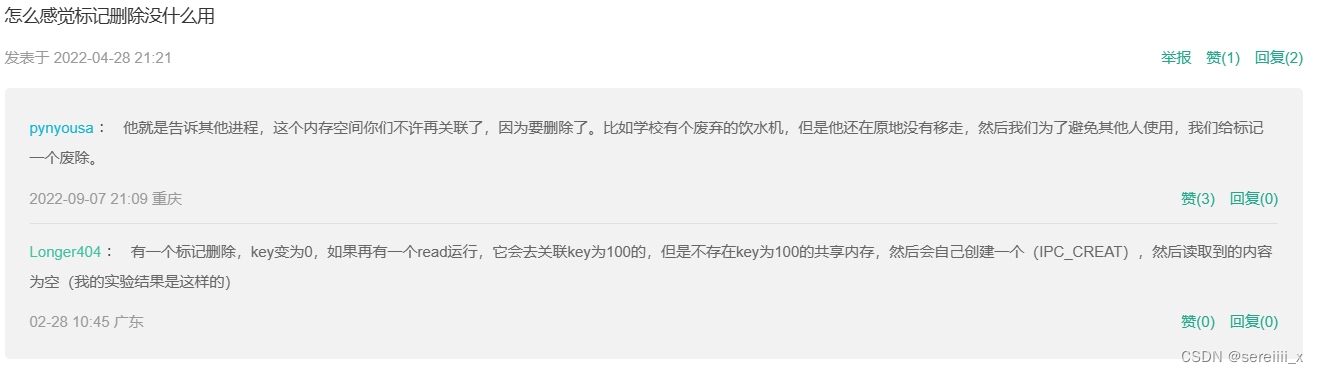 怎么感觉标记删除没什么用
发表于 2022-04-28 21:21 举报 赞(1) 回复(2)
pynyousa： 他就是告诉其他进程，这个内存空间你们不许再关联了，因为要删除了。比如学校有个废弃的饮水机，但是他还在原地没有移走，然后我们为了避免其他人使用，我们给标记
一个废除。
2022-09-07 21:09 重庆 赞(3) 回复(0)
Longer404： 有一个标记删除，key变为0，如果再有一个read运行，它会去关联key为100的，但是不存在key为100的共享内存，然后会自己创建一个（IPC_CREAT），然后读取到的内容
为空（我的实验结果是这样的）
02-28 10:45 广东 赞(0) 回复(0)
CSDN @sereiiii_x